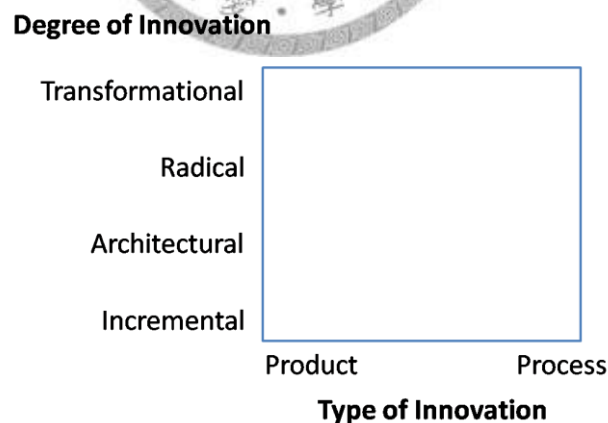 Degree of Innovation
Transformational
Radical
Architectural
Incremental
Product Process
Type of Innovation